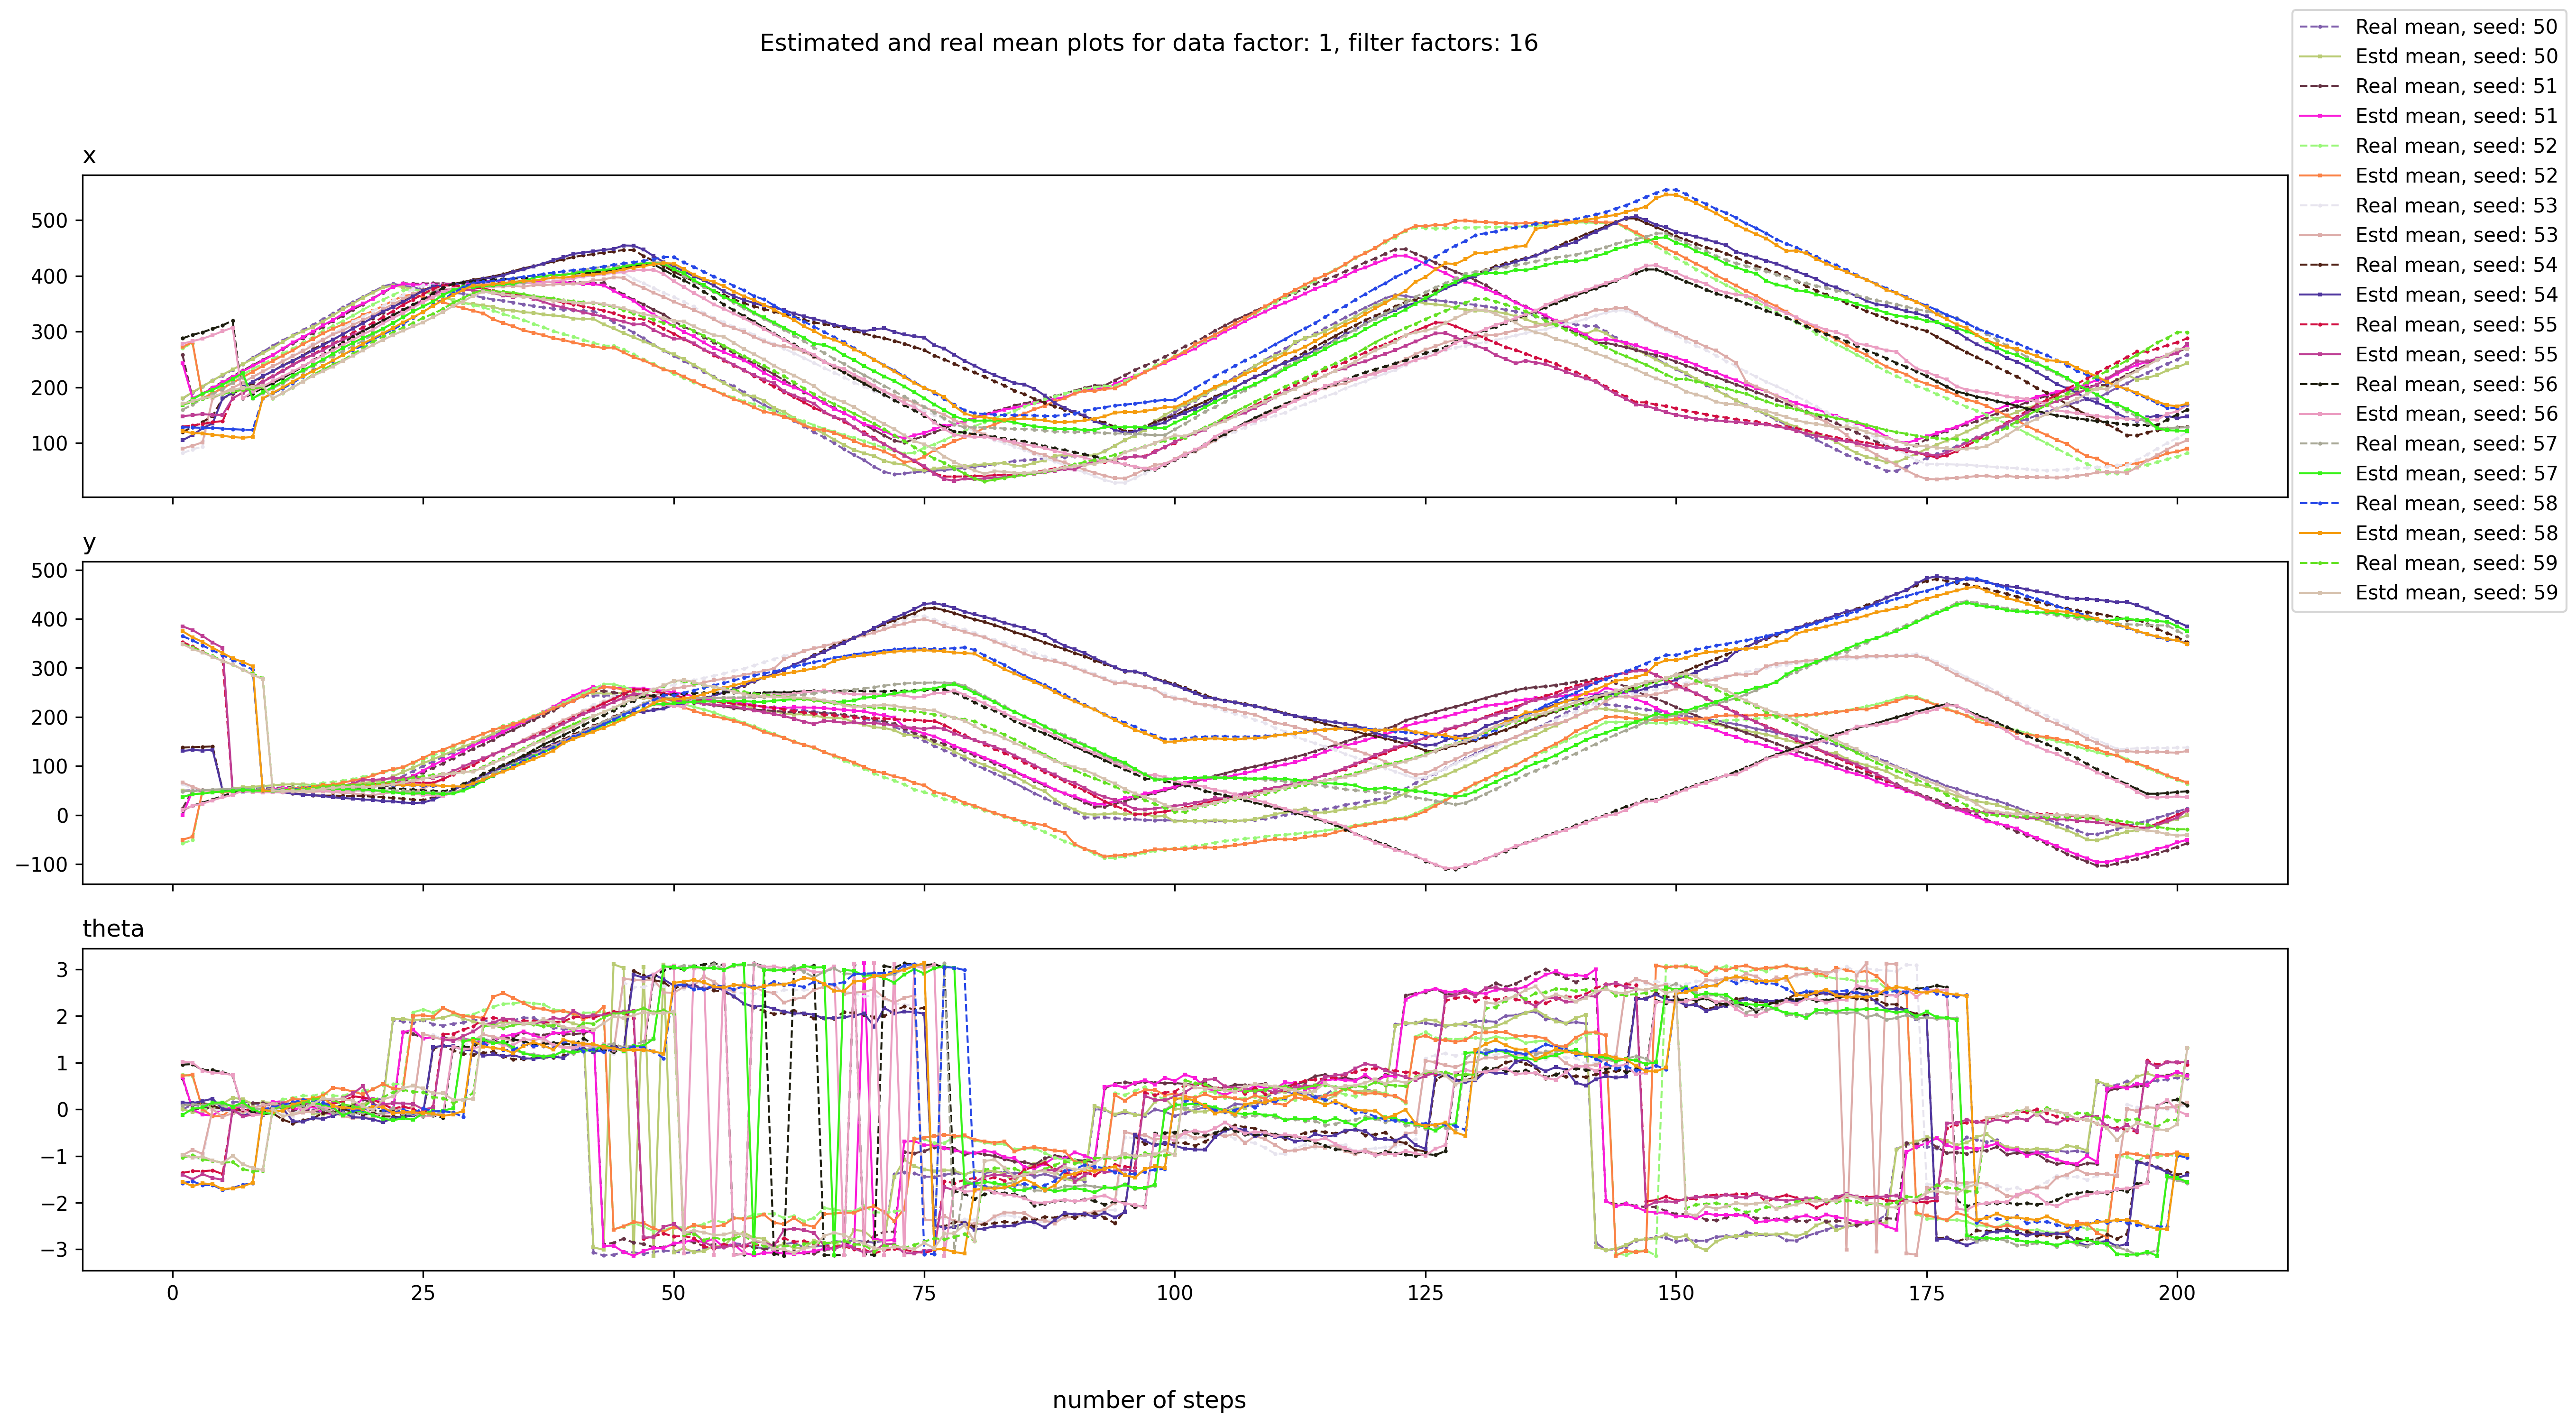 Estimated and real mean plots for data factor: 1, filter factors: 16
Real mean, seed: 50
Estd mean, seed: 50
Real mean, seed: 51
Estd mean, seed: 51
Real mean, seed: 52
Estd mean, seed: 52
Real mean, seed: 53
Estd mean, seed: 53
Real mean, seed: 54
Estd mean, seed: 54
Real mean, seed: 55
Estd mean, seed: 55
Real mean, seed: 56
Estd mean, seed: 56
Real mean, seed: 57
Estd mean, seed: 57
Real mean, seed: 58
Estd mean, seed: 58
Real mean, seed: 59
Estd mean, seed: 59
x
500
400
300
200
100
y
500
400
300
200
100
0
−100
theta
3
2
1
0
−1
−2
−3
0 25 50 75 100 125 150 175 200
number of steps